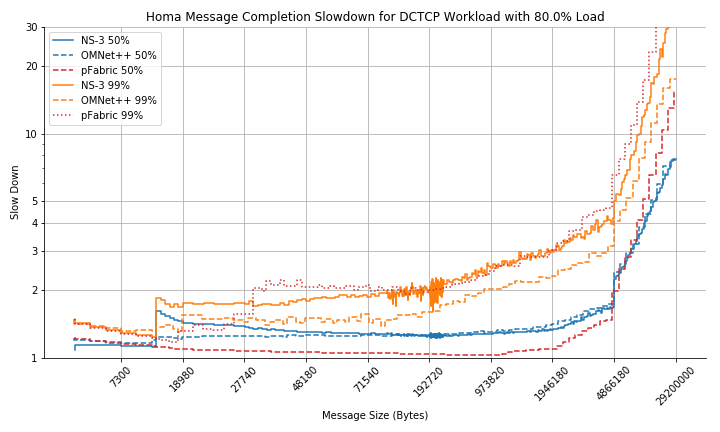 Homa Message Completion Slowdown for DCTCP Workload with 80.0% Load
30
20
10
5
4
3
2
1
Slow Down
NS-3 50%
OMNet++ 50%
pFabric 50%
NS-3 99%
OMNet++ 99%
pFabric 99%
7300
18980
27740
48180
71540
192720
973820
1946180
4866180
29200000
Message Size (Bytes)